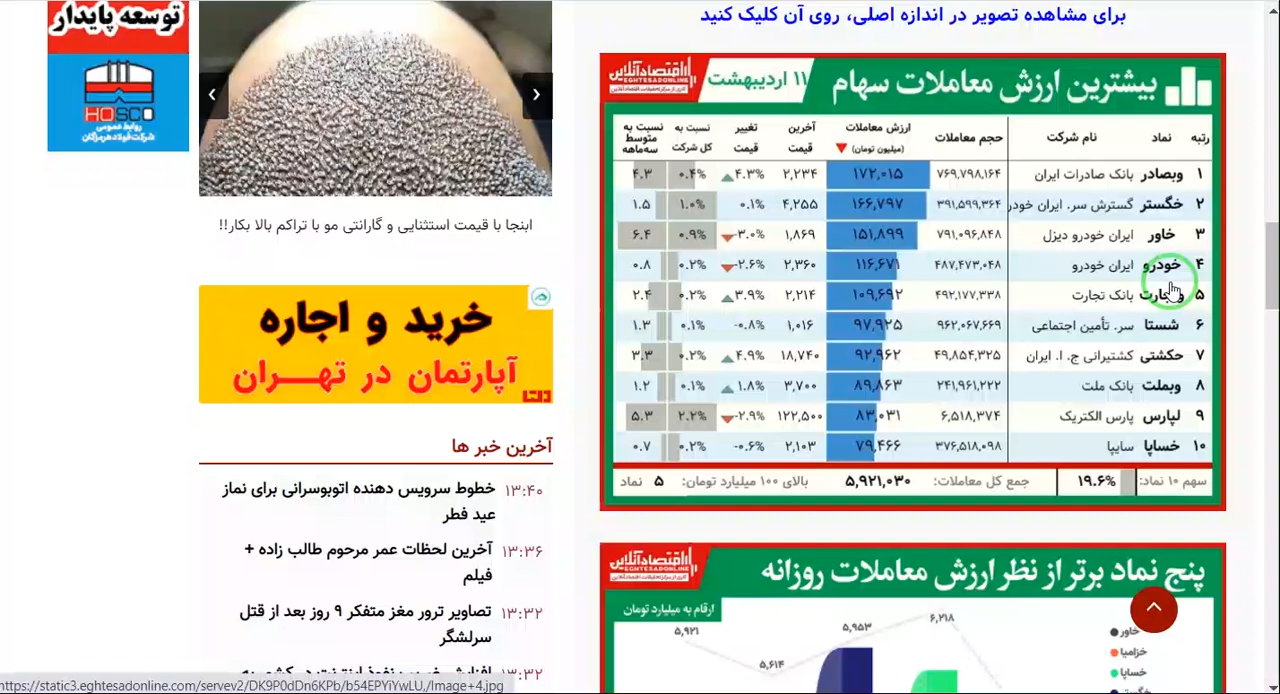 برای مشاهده تصویر در اندازه اصلی، روی آن کلیک کنید
بیشترین ارزش معاملات سهام
۱۱ اردیبهشت
اقتصادآنلاین
EGHTESADONLINE
رتبه نماد نام شرکت حجم معاملات ارزش معاملات (میلیون تومان) آخرین قیمت تغییر قیمت نسبت به کل شرکت نسبت به متوسط سه‌ماهه
۱ وبصادر بانک صادرات ایران ۷۶۹,۷۹۸,۱۶۴ ۱۷۲,۰۱۵ ۲,۲۳۴ ۴.۳% ۰.۴% ۴.۳
۲ خگستر گسترش سر. ایران خودر ۳۹۱,۵۹۹,۳۶۴ ۱۶۶,۷۹۷ ۴,۲۵۵ ۰.۱% ۱.۰% ۱.۵
۳ خاور ایران خودرو دیزل ۷۹۱,۰۹۶,۸۴۸ ۱۵۱,۸۹۹ ۱,۸۶۹ -۳.۰% ۰.۹% ۶.۴
۴ خودرو ایران خودرو ۴۸۷,۴۷۳,۰۴۸ ۱۱۶,۶۷۱ ۲,۳۶۰ -۲.۶% ۰.۲% ۰.۸
۵ بانک تجارت ۴۹۲,۱۷۷,۳۳۸ ۱۰۹,۶۹۲ ۲,۲۱۴ ۳.۹% ۰.۲% ۲.۴
۶ شستا سر. تأمین اجتماعی ۹۶۲,۰۶۷,۶۶۹ ۹۷,۹۲۵ ۱,۰۱۶ -۰.۸% ۰.۱% ۱.۳
۷ حکشتی کشتیرانی ج. ا. ایران ۴۹,۸۵۴,۳۲۵ ۹۲,۹۶۲ ۱۸,۷۴۰ ۴.۹% ۰.۲% ۳.۳
۸ وبملت بانک ملت ۲۴۱,۹۶۱,۲۲۲ ۸۹,۸۶۳ ۳,۷۰۰ ۱.۸% ۰.۱% ۱.۲
۹ لپارس پارس الکتریک ۶,۵۱۸,۳۷۴ ۸۳,۰۳۱ ۱۲۲,۵۰۰ -۲.۹% ۲.۲% ۵.۳
۱۰ خساپا سایپا ۳۷۶,۵۱۸,۰۹۸ ۷۹,۴۶۶ ۲,۱۰۳ -۰.۶% ۰.۲% ۰.۷
سهم ۱۰ نماد: ۱۹.۶% جمع کل معاملات: ۵,۹۲۱,۰۳۰ بالای ۱۰۰ میلیارد تومان: ۵ نماد
پنج نماد برتر از نظر ارزش معاملات روزانه
اقتصادآنلاین
EGHTESADONLINE
ارقام به میلیارد تومان
۵,۹۲۱
۵,۶۱۴
۵,۹۵۳
۶,۲۱۸
خاور
خزامیا
خساپا
خگستر
توسعه پایدار
HOSCO
روابط عمومی
شرکت فولاد هرمزگان
اینجا با قیمت استثنایی و گارانتی مو با تراکم بالا بکار!!
خرید و اجاره
آپارتمان در تهران
دلتا
آخرین خبر ها
۱۳:۴۰ خطوط سرویس دهنده اتوبوسرانی برای نماز
عید فطر
۱۳:۳۶ آخرین لحظات عمر مرحوم طالب زاده +
فیلم
۱۳:۳۲ تصاویر ترور مغز متفکر ۹ روز بعد از قتل
سرلشگر
۱۳:۳۲
https://static3.eghtesadonline.com/servev2/DK9P0dDn6KPb/b54EPYiYwLU,/Image+4.jpg